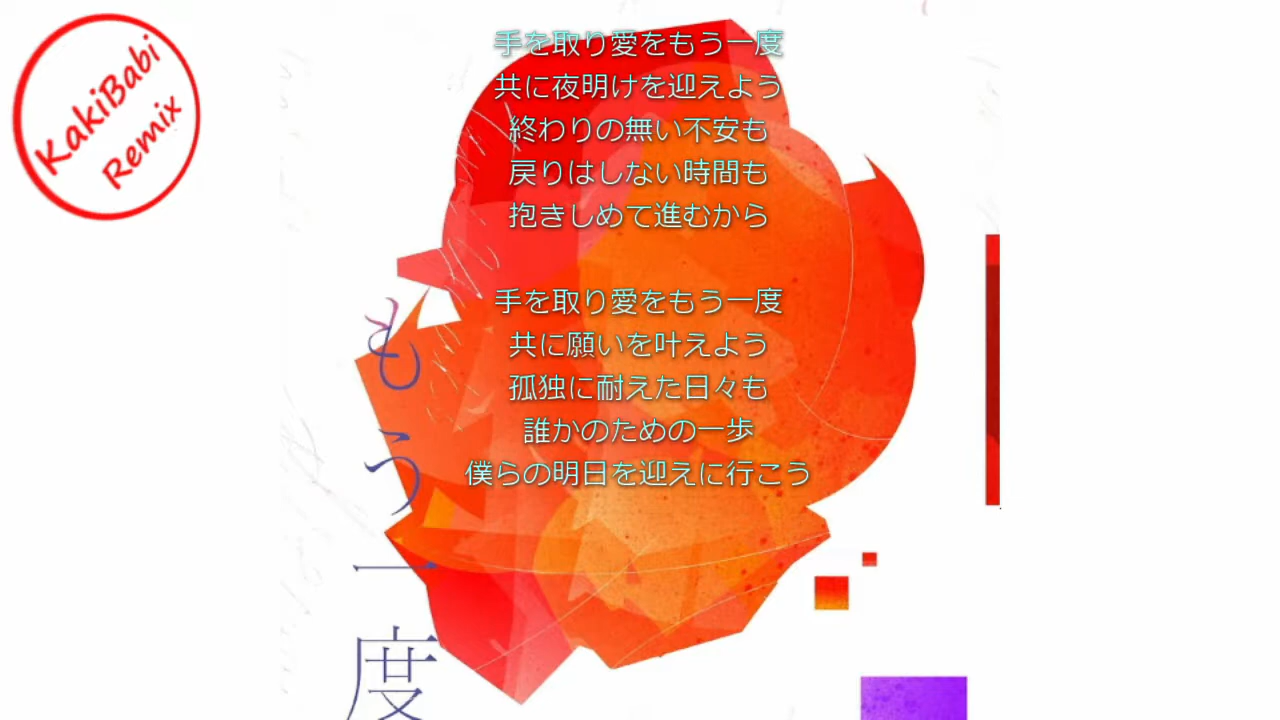 KakiBabi
Remix
手を取り愛をもう一度
共に夜明けを迎えよう
終わりの無い不安も
戻りはしない時間も
抱きしめて進むから
手を取り愛をもう一度
共に願いを叶えよう
孤独に耐えた日々も
誰かのための一歩
僕らの明日を迎えに行こう
もう一度